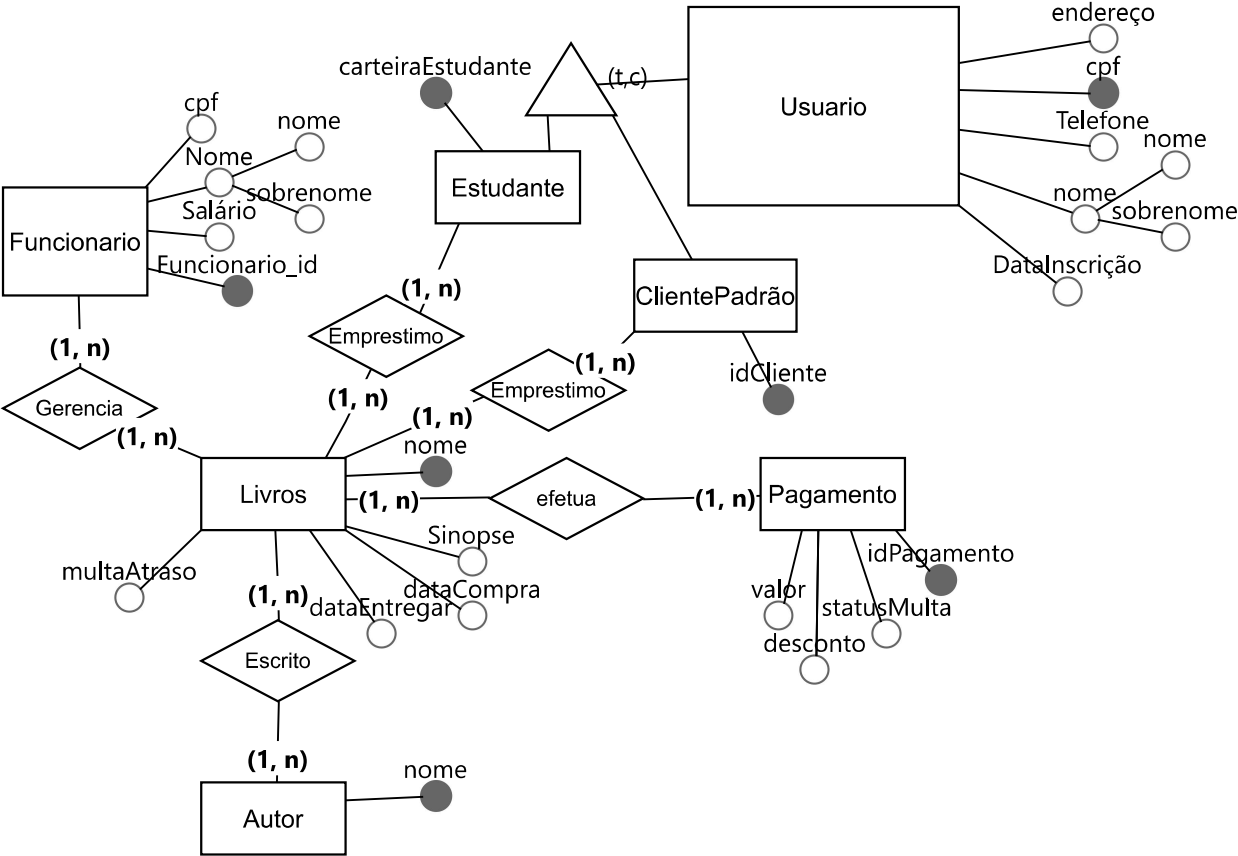 endereço
carteiraEstudante
(t,c)
cpf
Usuario
cpf
nome
Telefone
nome
Nome
Estudante
sobrenome
nome
Salário
sobrenome
Funcionario
Funcionario_id
DataInscrição
(1, n)
ClientePadrão
Emprestimo
(1, n)
(1, n)
idCliente
Emprestimo
(1, n)
Gerencia
(1, n)
(1, n)
nome
Livros
(1, n)
efetua
(1, n)
Pagamento
Sinopse
idPagamento
multaAtraso
dataCompra
valor
(1, n)
dataEntregar
statusMulta
desconto
Escrito
(1, n)
nome
Autor